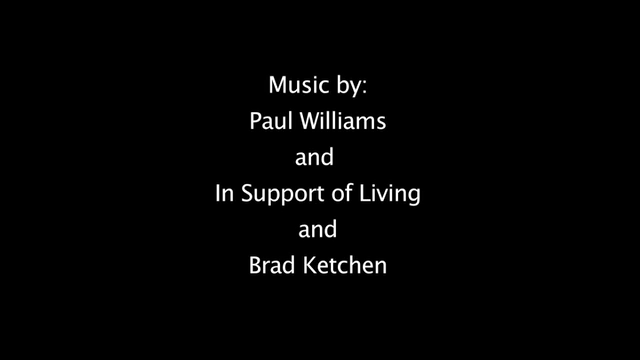 Music by:
Paul Williams
and
In Support of Living
and
Brad Ketchen